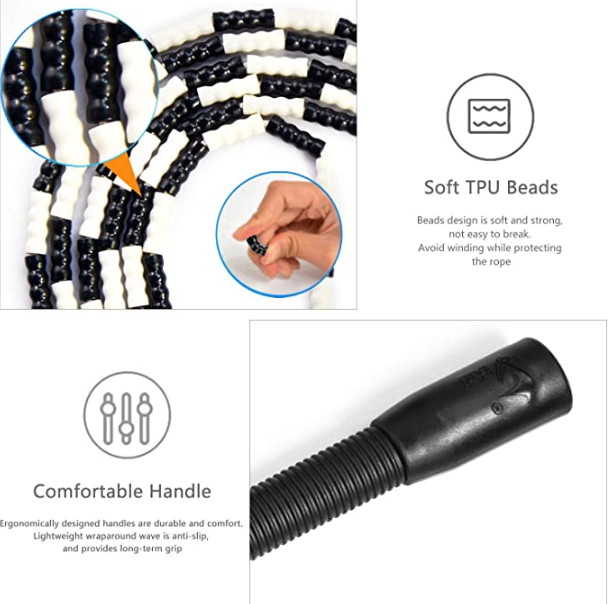 Soft TPU Beads
Beads design is soft and strong,
not easy to break.
Avoid winding while protecting
the rope
Comfortable Handle
Ergonomically designed handles are durable and comfort.
Lightweight wraparound wave is anti-slip,
and provides long-term grip
®